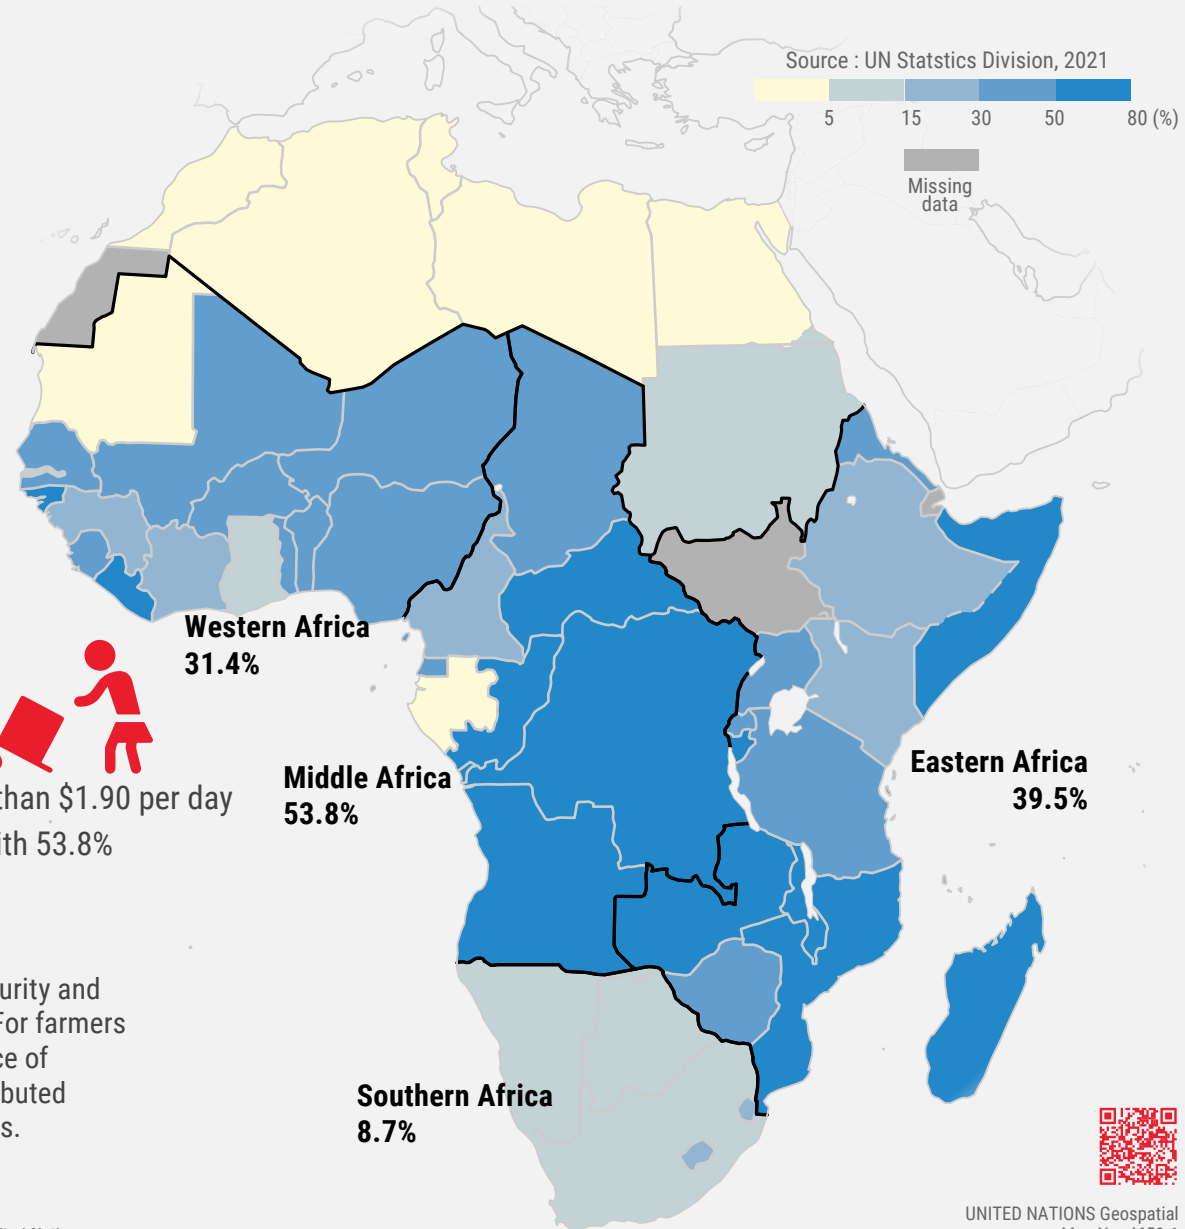 Source : UN Statstics Division, 2021
5 15 30 50 80 (%)
Missing
data
Western Africa
31.4%
Middle Africa
53.8%
Eastern Africa
39.5%
than $1.90 per day
ith 53.8%
urity and
For farmers
ce of
buted
s.
Southern Africa
8.7%
UNITED NATIONS Geospatial